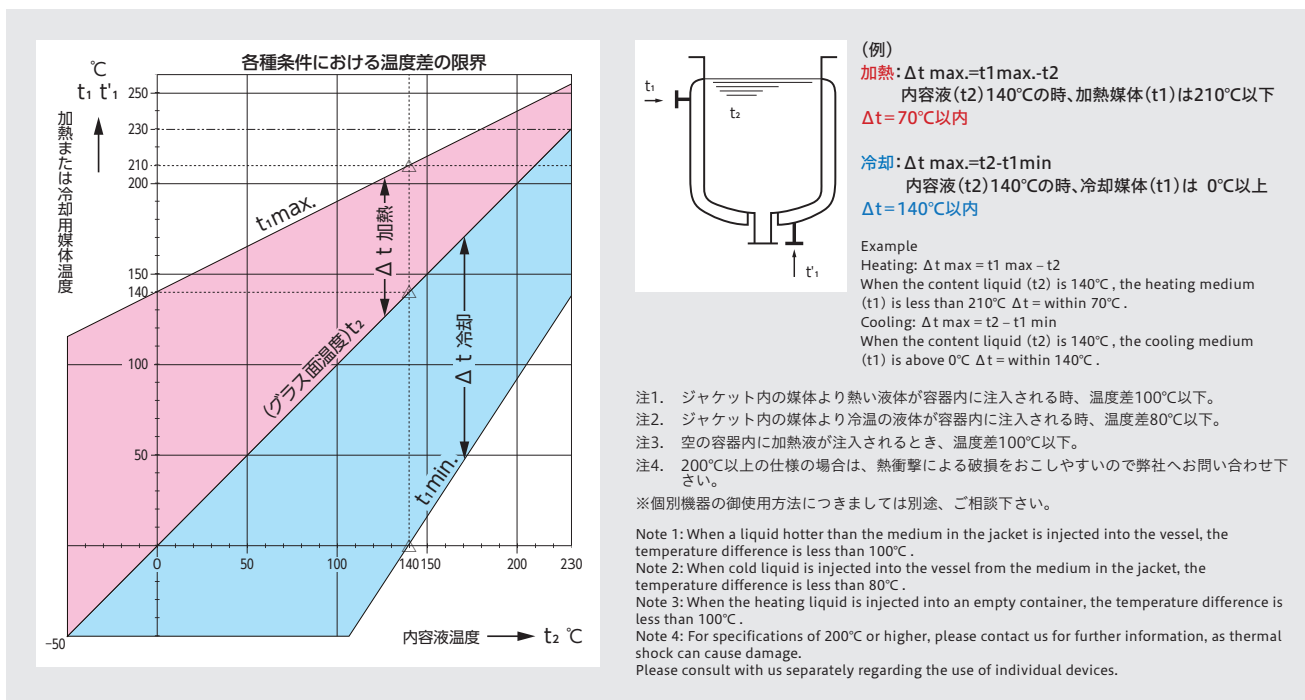 各種条件における温度差の限界
℃
t₁ t'₁
加熱または冷却用媒体温度
250
230
210
200
150
140
100
50
−50
0
50
100
140
150
200
230
t₁max.
Δt 加熱
(グラス面温度)t₂
Δt 冷却
t₁min.
内容液温度
t₂ ℃
t₁
t₂
t'₁
（例）
加熱：Δt max.=t1max.-t2
内容液（t2）140℃の時、加熱媒体（t1）は210℃以下
Δt＝70℃以内
冷却：Δt max.=t2-t1min
内容液（t2）140℃の時、冷却媒体（t1）は 0℃以上
Δt＝140℃以内
Example
Heating: Δt max = t1 max – t2
When the content liquid (t2) is 140℃, the heating medium
(t1) is less than 210℃ Δt = within 70℃.
Cooling: Δt max = t2 – t1 min
When the content liquid (t2) is 140℃, the cooling medium
(t1) is above 0℃ Δt = within 140℃.
注1. ジャケット内の媒体より熱い液体が容器内に注入される時、温度差100℃以下。
注2. ジャケット内の媒体より冷温の液体が容器内に注入される時、温度差80℃以下。
注3. 空の容器内に加熱液が注入されるとき、温度差100℃以下。
注4. 200℃以上の仕様の場合は、熱衝撃による破損をおこしやすいので弊社へお問い合わせ下
さい。
※個別機器の御使用方法につきましては別途、ご相談下さい。
Note 1: When a liquid hotter than the medium in the jacket is injected into the vessel, the
temperature difference is less than 100℃.
Note 2: When cold liquid is injected into the vessel from the medium in the jacket, the
temperature difference is less than 80℃.
Note 3: When the heating liquid is injected into an empty container, the temperature difference is
less than 100℃.
Note 4: For specifications of 200℃ or higher, please contact us for further information, as thermal
shock can cause damage.
Please consult with us separately regarding the use of individual devices.